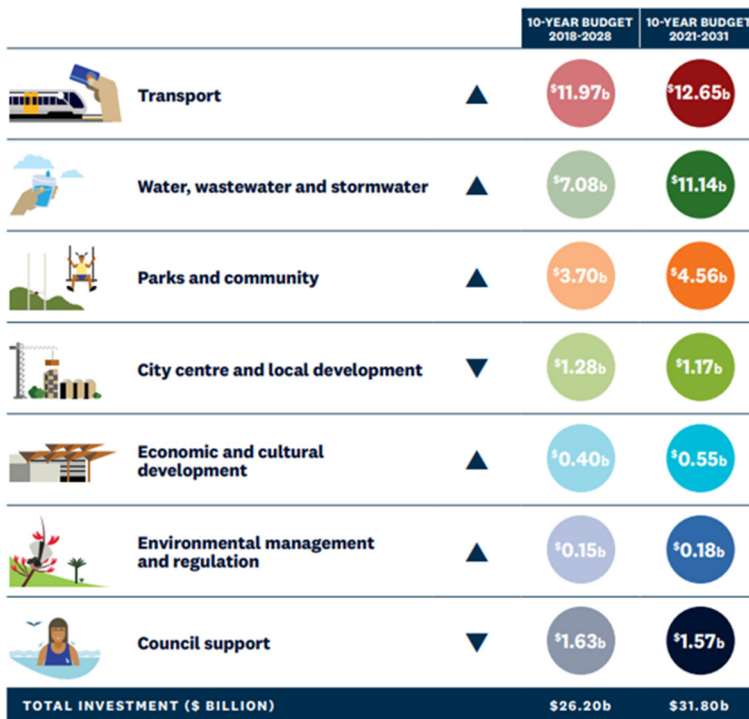 10-YEAR BUDGET 10-YEAR BUDGET
2018-2028 2021-2031
Transport ▲ $11.97b $12.65b
Water, wastewater and stormwater ▲ $7.08b $11.14b
Parks and community ▲ $3.70b $4.56b
City centre and local development ▼ $1.28b $1.17b
Economic and cultural
development ▲ $0.40b $0.55b
Environmental management
and regulation ▲ $0.15b $0.18b
Council support ▼ $1.63b $1.57b
TOTAL INVESTMENT ($ BILLION) $26.20b $31.80b